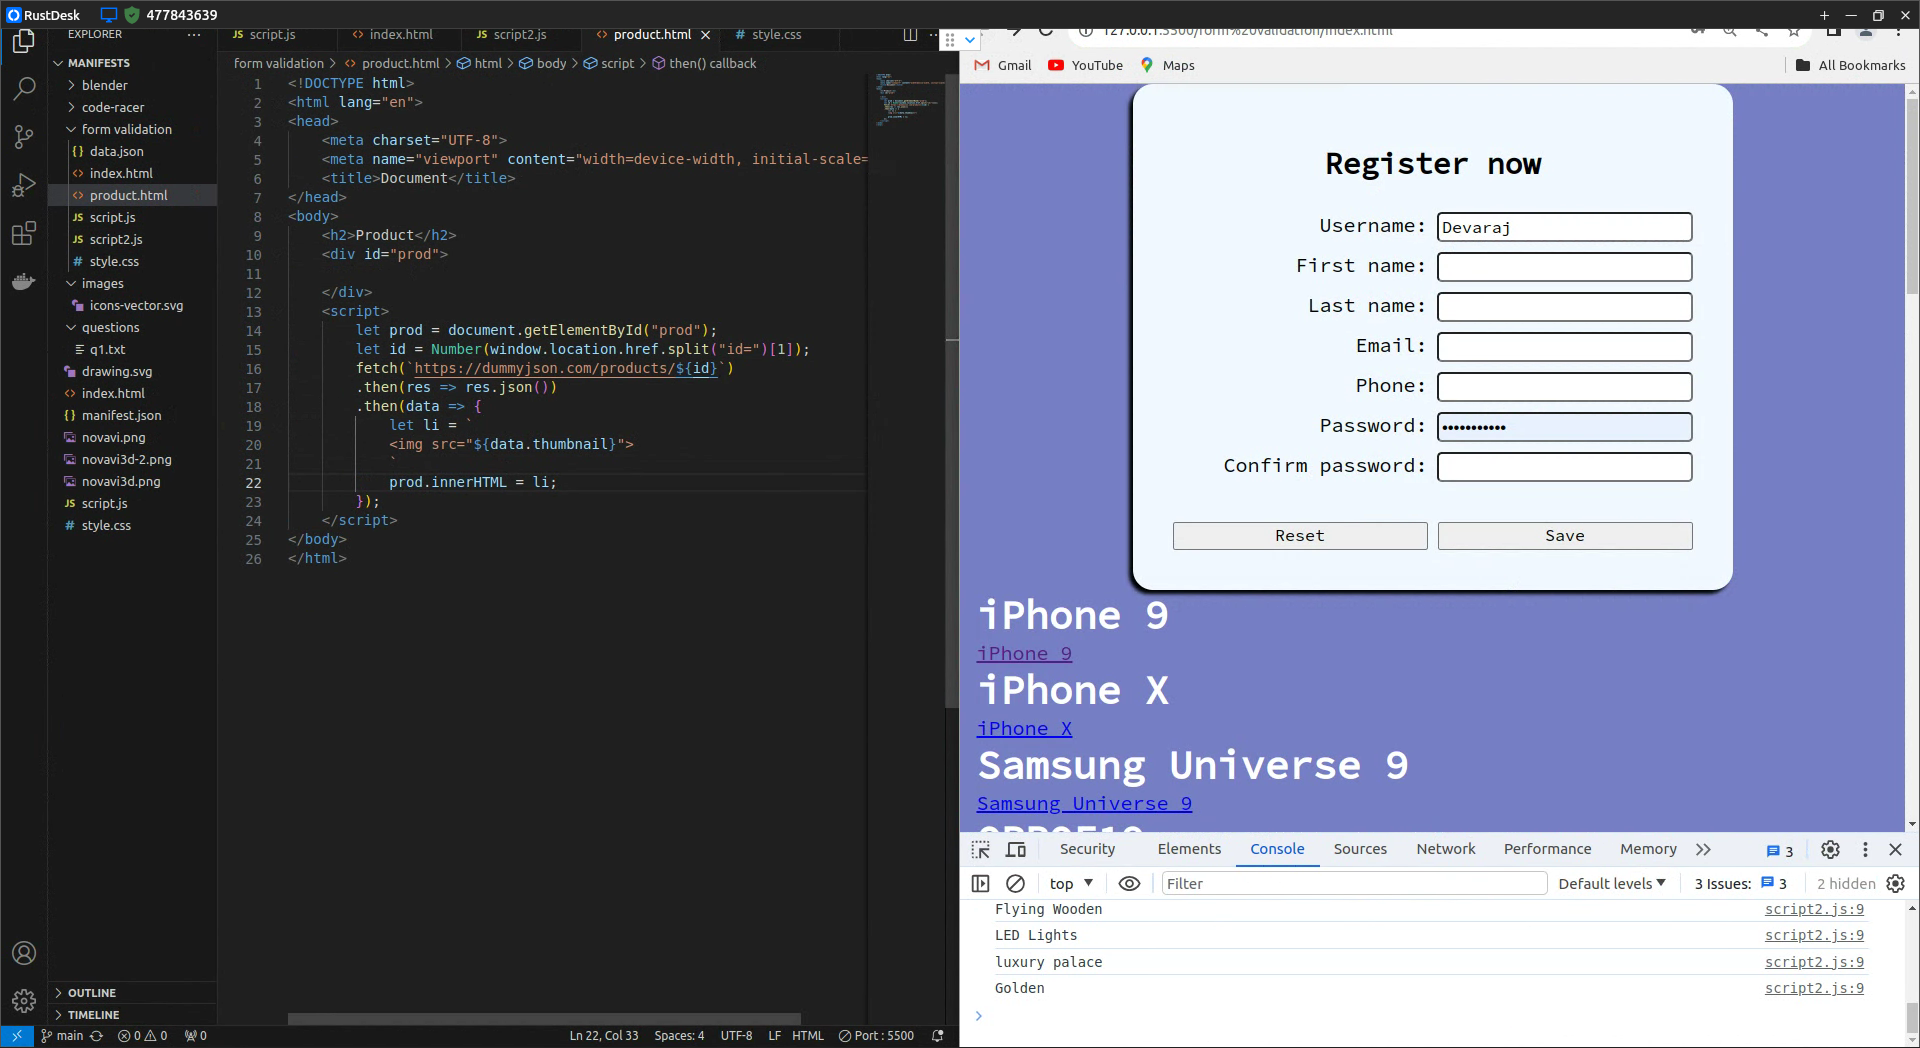 RustDesk 477843639
EXPLORER
MANIFESTS
blender
code-racer
form validation
data.json
index.html
product.html
script.js
script2.js
style.css
images
icons-vector.svg
questions
q1.txt
drawing.svg
index.html
manifest.json
novavi.png
novavi3d-2.png
novavi3d.png
script.js
style.css
OUTLINE
TIMELINE
script.js index.html script2.js product.html style.css
form validation > product.html > html > body > script > then() callback
1 <!DOCTYPE html>
2 <html lang="en">
3 <head>
4 <meta charset="UTF-8">
5 <meta name="viewport" content="width=device-width, initial-scale=
6 <title>Document</title>
7 </head>
8 <body>
9 <h2>Product</h2>
10 <div id="prod">
11
12 </div>
13 <script>
14 let prod = document.getElementById("prod");
15 let id = Number(window.location.href.split("id=")[1]);
16 fetch(`https://dummyjson.com/products/${id}`)
17 .then(res => res.json())
18 .then(data => {
19 let li = `
20 <img src="${data.thumbnail}">
21 `
22 prod.innerHTML = li;
23 });
24 </script>
25 </body>
26 </html>
main 0 0 0 Ln 22, Col 33 Spaces: 4 UTF-8 LF HTML Port : 5500
127.0.0.1:5500/form%20validation/index.html
Gmail YouTube Maps All Bookmarks
Register now
Username: Devaraj
First name:
Last name:
Email:
Phone:
Password: •••••••••••
Confirm password:
Reset Save
iPhone 9
iPhone 9
iPhone X
iPhone X
Samsung Universe 9
Samsung Universe 9
Security Elements Console Sources Network Performance Memory 3
top Filter Default levels 3 Issues: 3 2 hidden
Flying Wooden script2.js:9
LED Lights script2.js:9
luxury palace script2.js:9
Golden script2.js:9